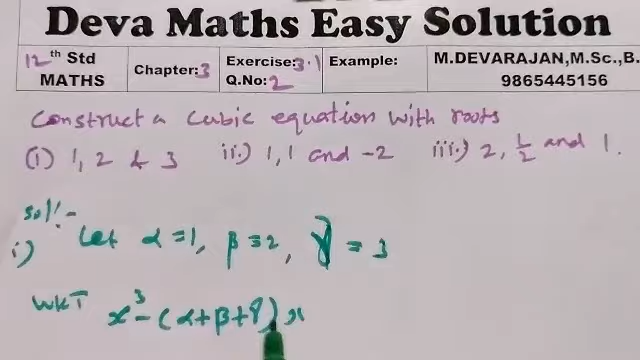 Deva Maths Easy Solution
12th Std MATHS
Chapter:3
Exercise:3.1
Q.No:2
Example:
M.DEVARAJAN,M.Sc.,B.
9865445156
Construct a cubic equation with roots
(i) 1, 2 & 3 ii.) 1, 1 and -2 iii.) 2, 1/2 and 1.
Sol:-
i) Let α =1, β =2, γ = 3
WKT x³ - (α+β+γ) x